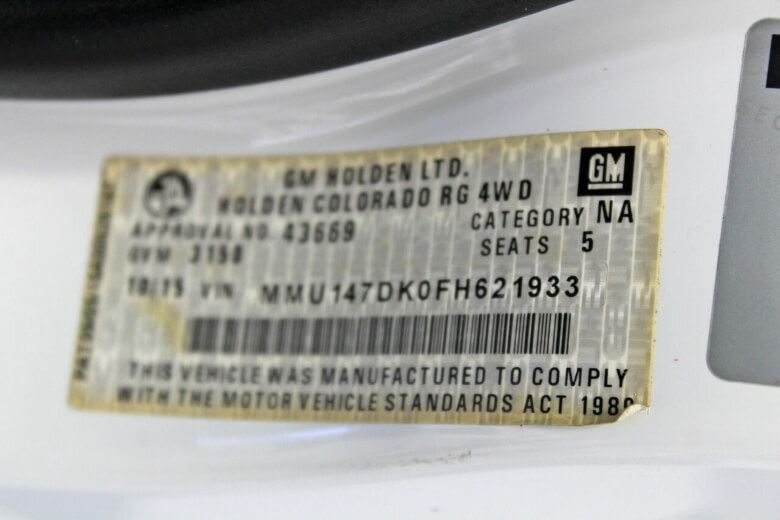 GM HOLDEN LTD.
HOLDEN COLORADO RG 4WD
GM
APPROVAL NO. 43669
CATEGORY NA
GVM 3150
SEATS 5
10/15 VIN MMU147DK0FH621933
THIS VEHICLE WAS MANUFACTURED TO COMPLY
WITH THE MOTOR VEHICLE STANDARDS ACT 1989